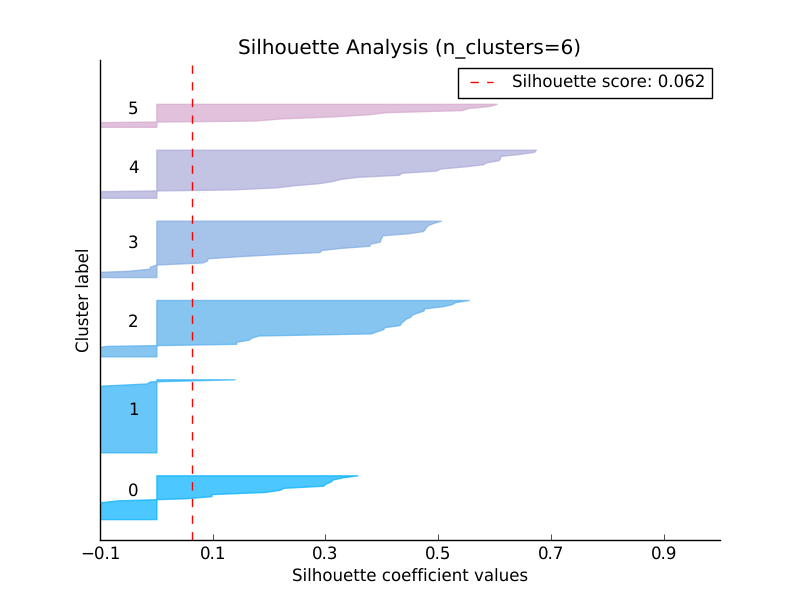 Silhouette Analysis (n_clusters=6)
Silhouette score: 0.062
5
4
3
2
1
0
Cluster label
−0.1 0.1 0.3 0.5 0.7 0.9
Silhouette coefficient values